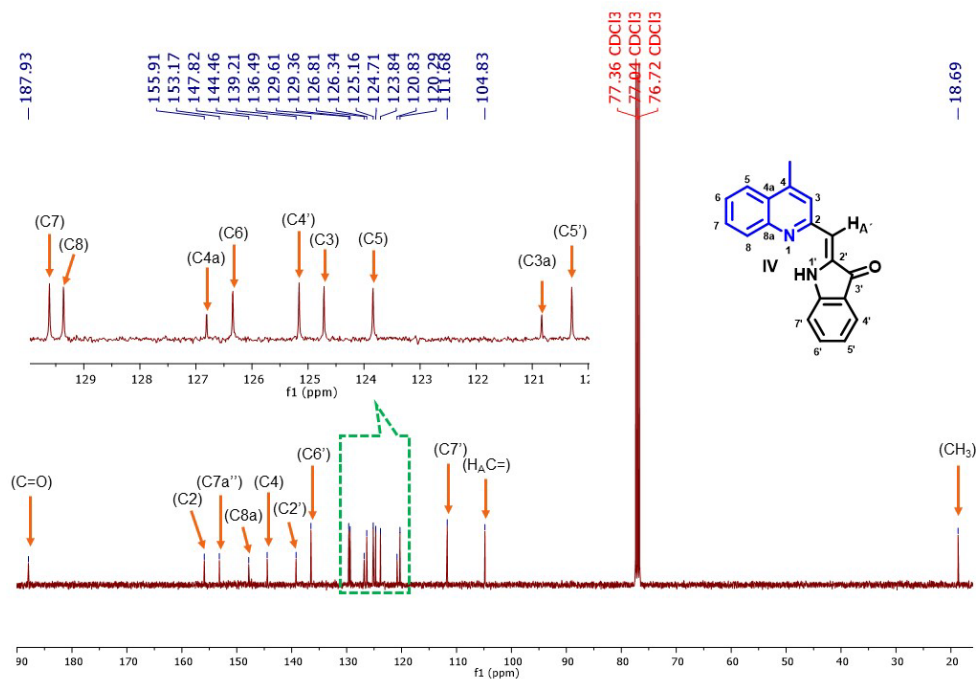 -187.93
155.91
153.17
147.82
144.46
139.21
136.49
129.61
129.36
126.81
126.34
125.16
124.71
123.84
120.83
120.29
111.68
-104.83
77.36 CDCl3
77.04 CDCl3
76.72 CDCl3
-18.69
(C7)
(C8)
(C4a)
(C6)
(C4')
(C3)
(C5)
(C3a)
(C5')
129 128 127 126 125 124 123 122 121 12
f1 (ppm)
5
6
7
8
4a
8a
4
3
2
N
1
H
A´
IV
1'
HN
2'
O
3'
7'
4'
6'
5'
(C=O)
(C2)
(C7a'')
(C8a)
(C4)
(C2')
(C6')
(C7')
(HAC=)
(CH3)
90 180 170 160 150 140 130 120 110 100 90 80 70 60 50 40 30 20
f1 (ppm)